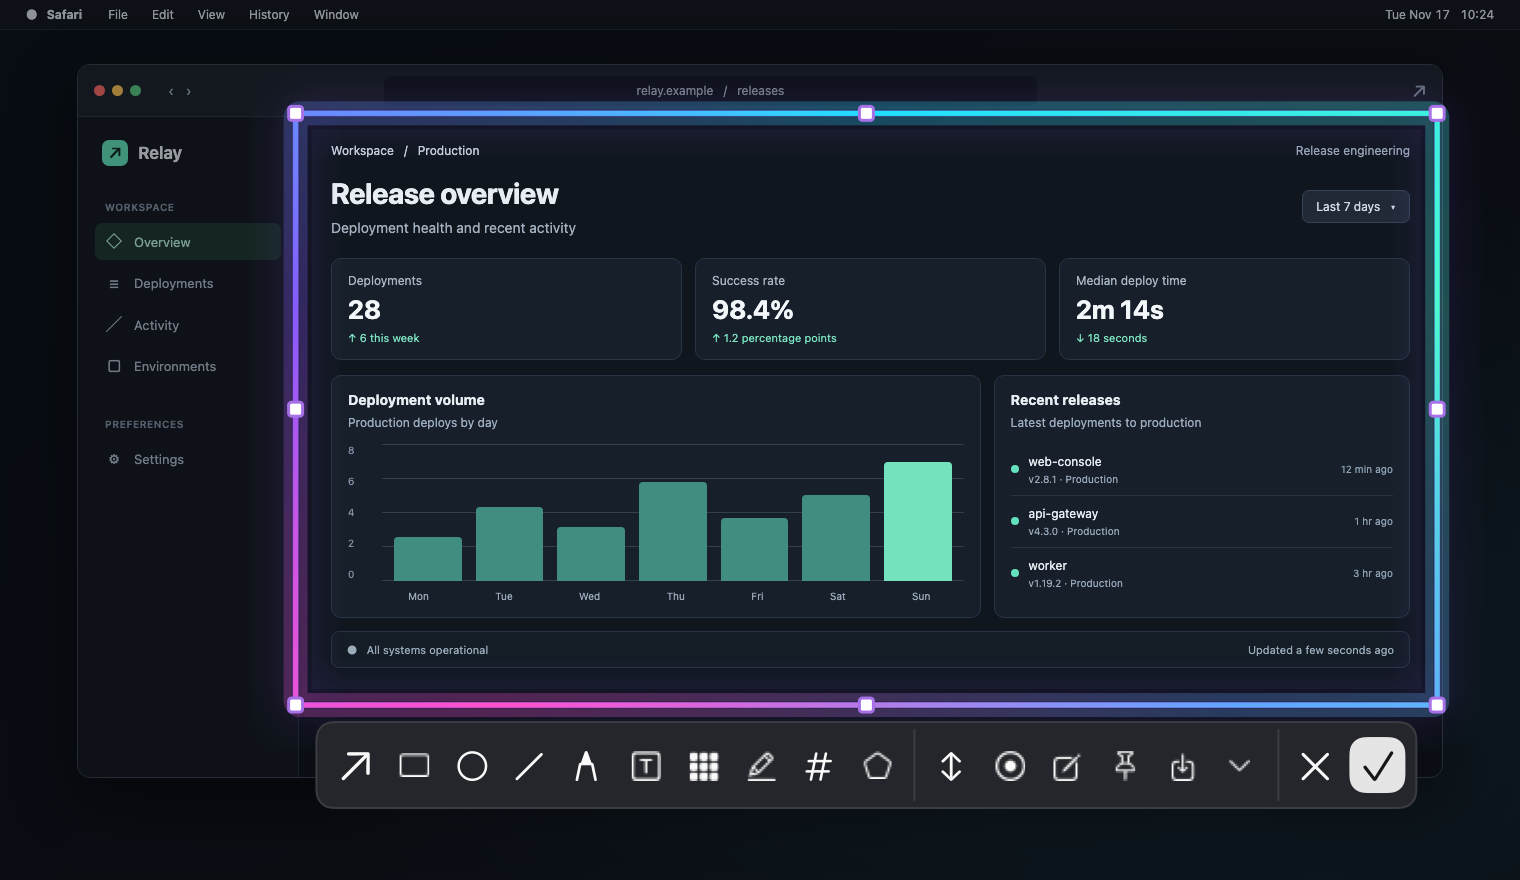 Safari File Edit View History Window Tue Nov 17 10:24
relay.example / releases
Relay
WORKSPACE
Overview
Deployments
Activity
Environments
PREFERENCES
Settings
Workspace / Production
Release engineering
Release overview
Deployment health and recent activity
Last 7 days
Deployments
28
↑ 6 this week
Success rate
98.4%
↑ 1.2 percentage points
Median deploy time
2m 14s
↓ 18 seconds
Deployment volume
Production deploys by day
8
6
4
2
0
Mon Tue Wed Thu Fri Sat Sun
Recent releases
Latest deployments to production
web-console
v2.8.1 · Production
12 min ago
api-gateway
v4.3.0 · Production
1 hr ago
worker
v1.19.2 · Production
3 hr ago
All systems operational
Updated a few seconds ago
T
#